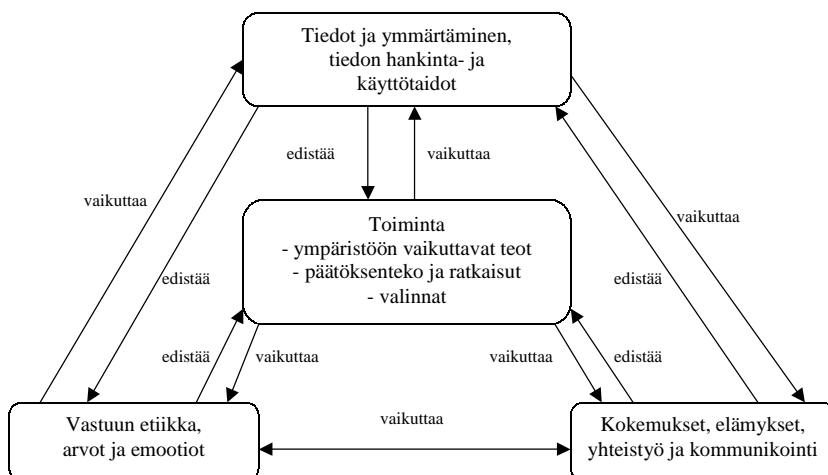 Tiedot ja ymmärtäminen,
tiedon hankinta- ja
käyttötaidot
edistää
vaikuttaa
vaikuttaa
vaikuttaa
Toiminta
- ympäristöön vaikuttavat teot
- päätöksenteko ja ratkaisut
- valinnat
edistää
edistää
edistää
vaikuttaa
vaikuttaa
edistää
Vastuun etiikka,
arvot ja emootiot
vaikuttaa
Kokemukset, elämykset,
yhteistyö ja kommunikointi